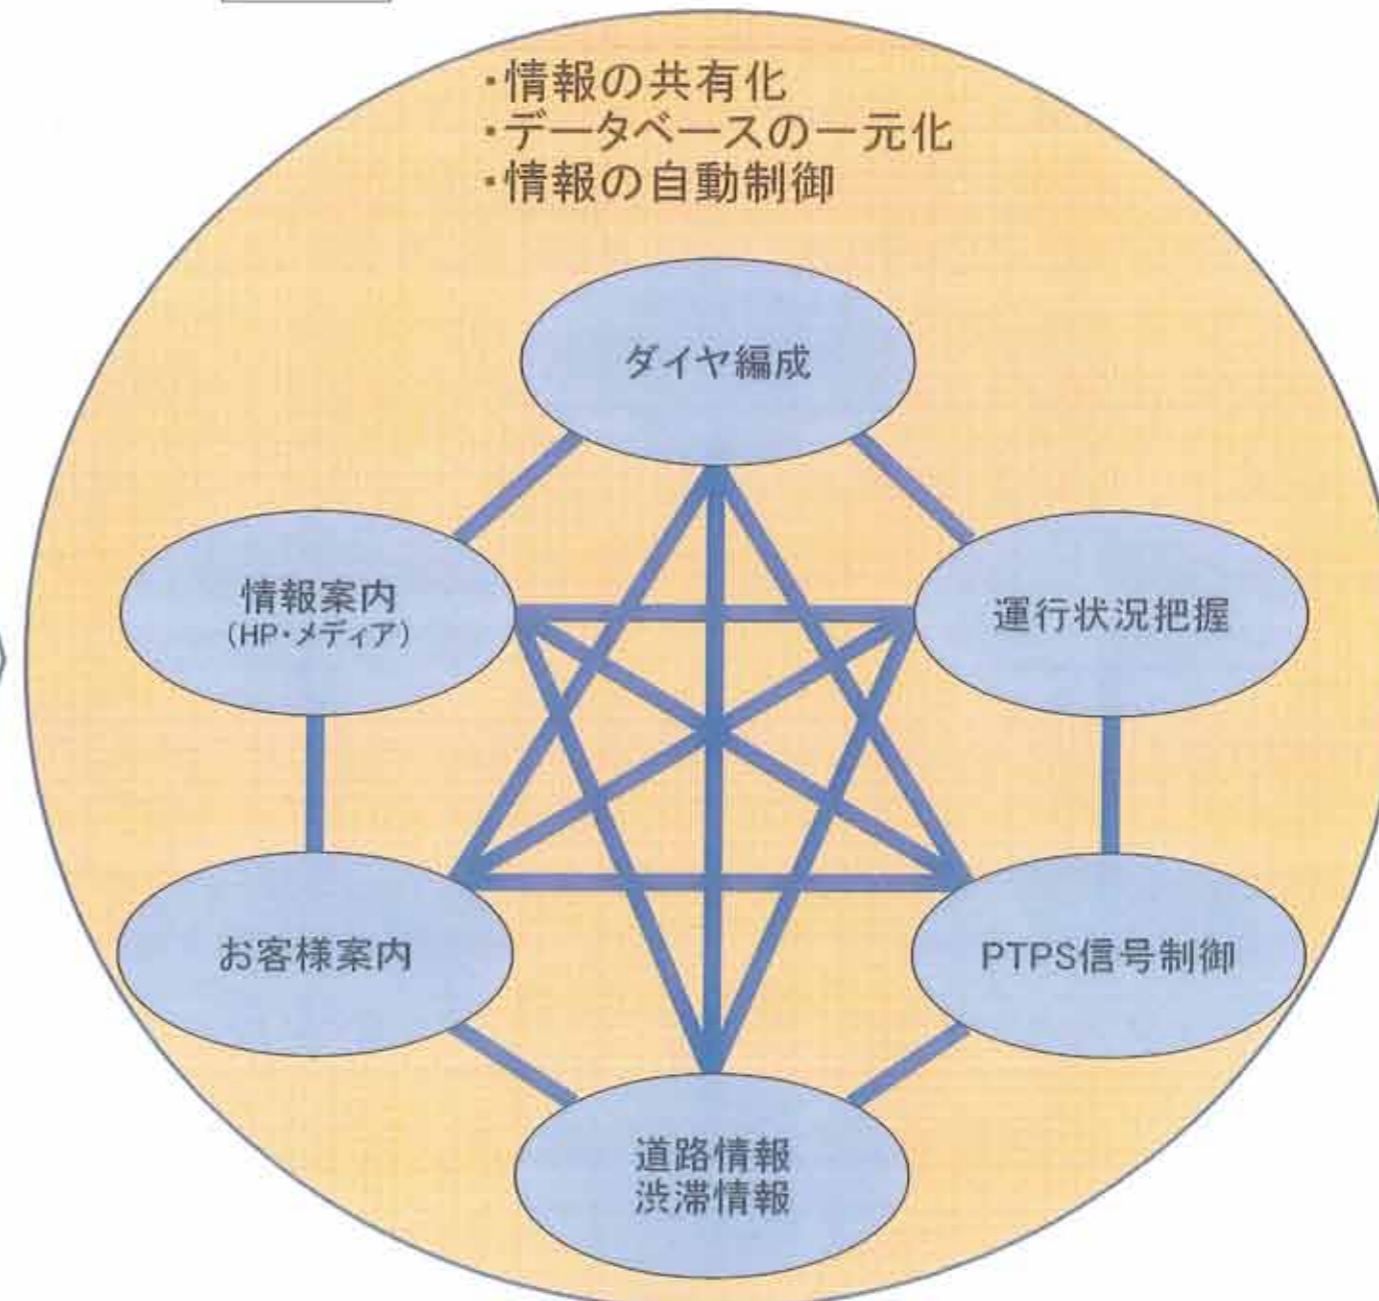 ・情報の共有化
・データベースの一元化
・情報の自動制御
ダイヤ編成
情報案内
(HP・メディア)
運行状況把握
お客様案内
PTPS信号制御
道路情報
渋滞情報